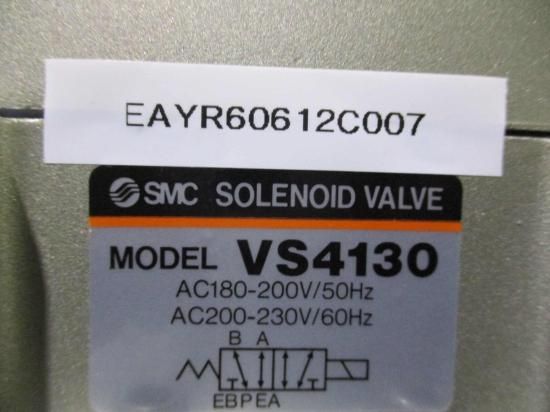 EAYR60612C007
SMC SOLENOID VALVE
MODEL VS4130
AC180-200V/50Hz
AC200-230V/60Hz
B A
EBPEA